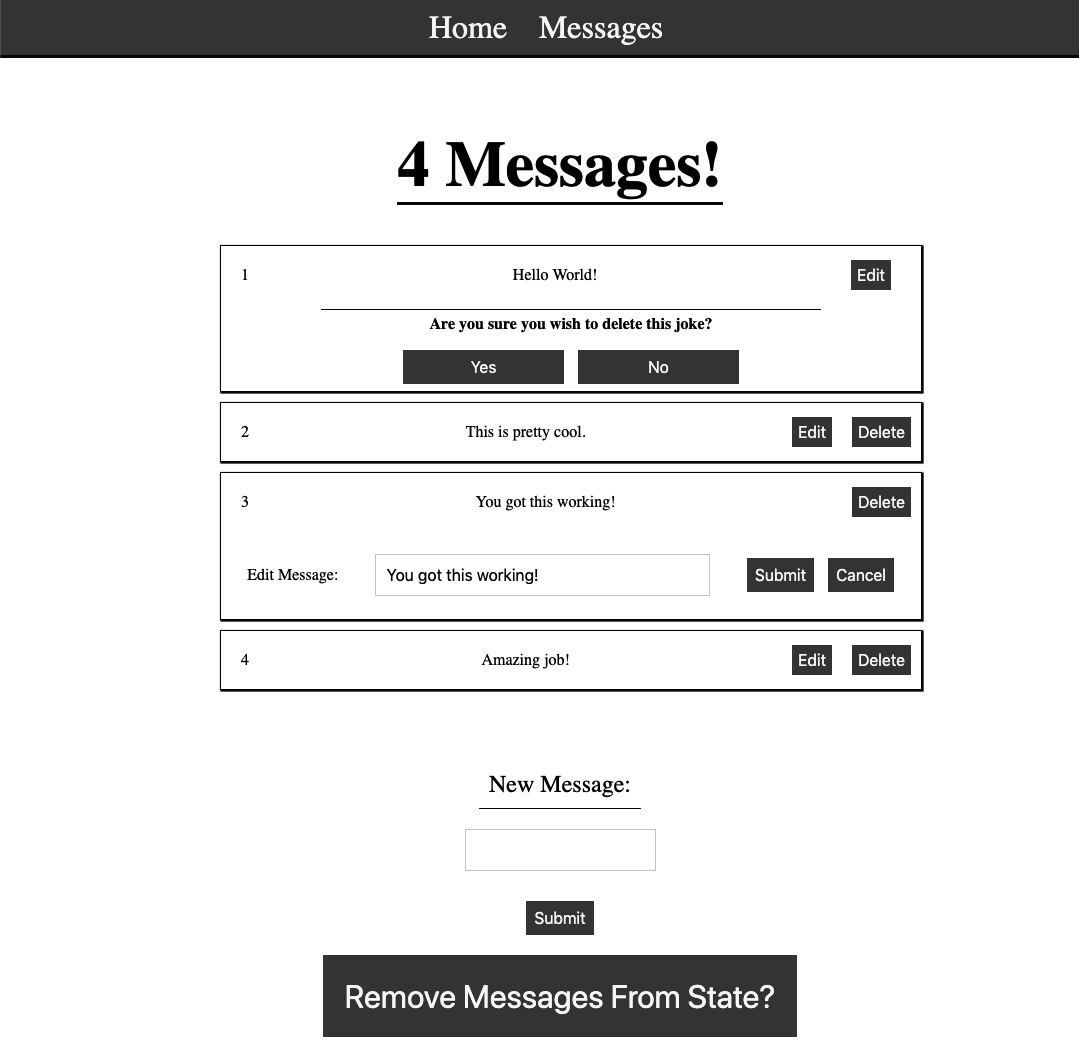 Home Messages
4 Messages!
1 Hello World! Edit
Are you sure you wish to delete this joke?
Yes No
2 This is pretty cool. Edit Delete
3 You got this working! Delete
Edit Message: You got this working! Submit Cancel
4 Amazing job! Edit Delete
New Message:
Submit
Remove Messages From State?